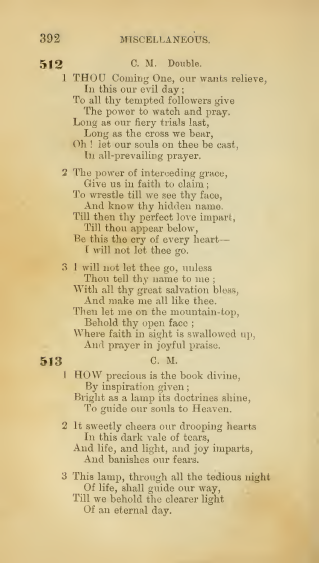 392 MISCELLANEOUS.
512 C. M. Double.
1 THOU Coming One, our wants relieve,
In this our evil day;
To all thy tempted followers give
The power to watch and pray.
Long as our fiery trials last,
Long as the cross we bear,
Oh! let our souls on thee be cast,
In all-prevailing prayer.
2 The power of interceding grace,
Give us in faith to claim;
To wrestle till we see thy face,
And know thy hidden name.
Till then thy perfect love impart,
Till thou appear below,
Be this the cry of every heart—
I will not let thee go.
3 I will not let thee go, unless
Thou tell thy name to me;
With all thy great salvation bless,
And make me all like thee.
Then let me on the mountain-top,
Behold thy open face;
Where faith in sight is swallowed up,
And prayer in joyful praise.
513 C. M.
1 HOW precious is the book divine,
By inspiration given;
Bright as a lamp its doctrines shine,
To guide our souls to Heaven.
2 It sweetly cheers our drooping hearts
In this dark vale of tears,
And life, and light, and joy imparts,
And banishes our fears.
3 This lamp, through all the tedious night
Of life, shall guide our way,
Till we behold the clearer light
Of an eternal day.